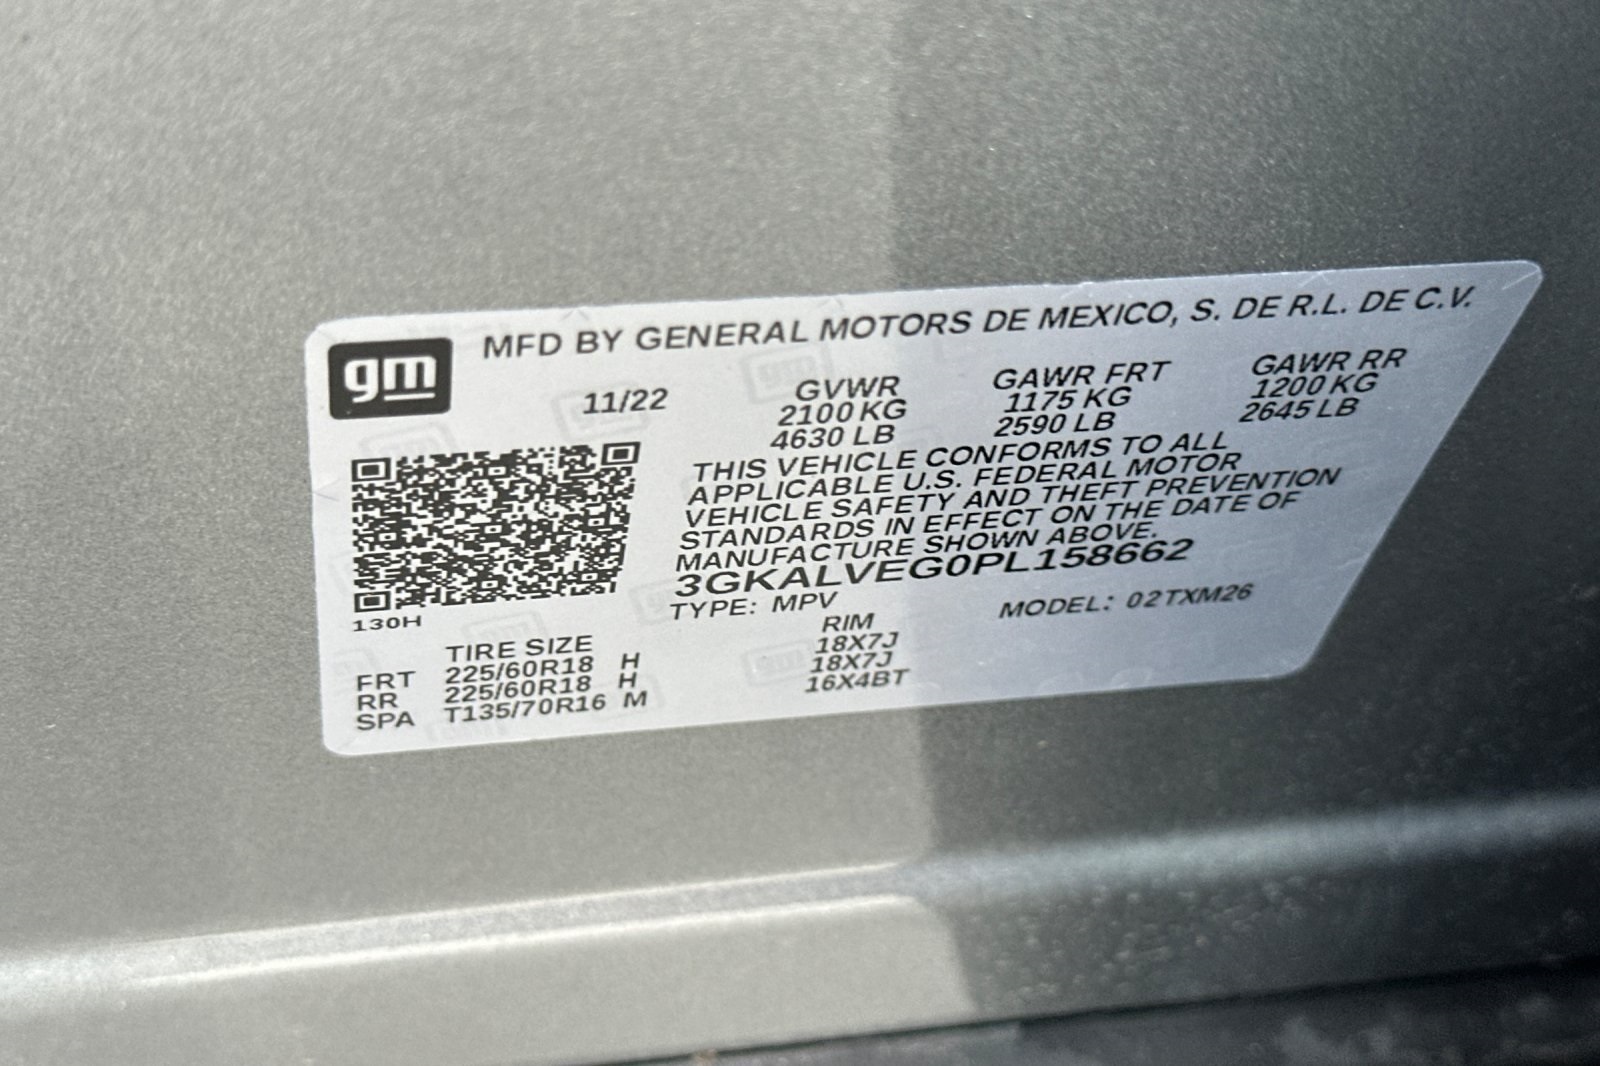 gm
MFD BY GENERAL MOTORS DE MEXICO, S. DE R.L. DE C.V.
11/22 GVWR GAWR FRT GAWR RR
2100 KG 1175 KG 1200 KG
4630 LB 2590 LB 2645 LB
THIS VEHICLE CONFORMS TO ALL
APPLICABLE U.S. FEDERAL MOTOR
VEHICLE SAFETY AND THEFT PREVENTION
STANDARDS IN EFFECT ON THE DATE OF
MANUFACTURE SHOWN ABOVE.
3GKALVEG0PL158662
TYPE: MPV MODEL: 02TXM26
130H
TIRE SIZE RIM
FRT 225/60R18 H 18X7J
RR 225/60R18 H 18X7J
SPA T135/70R16 M 16X4BT